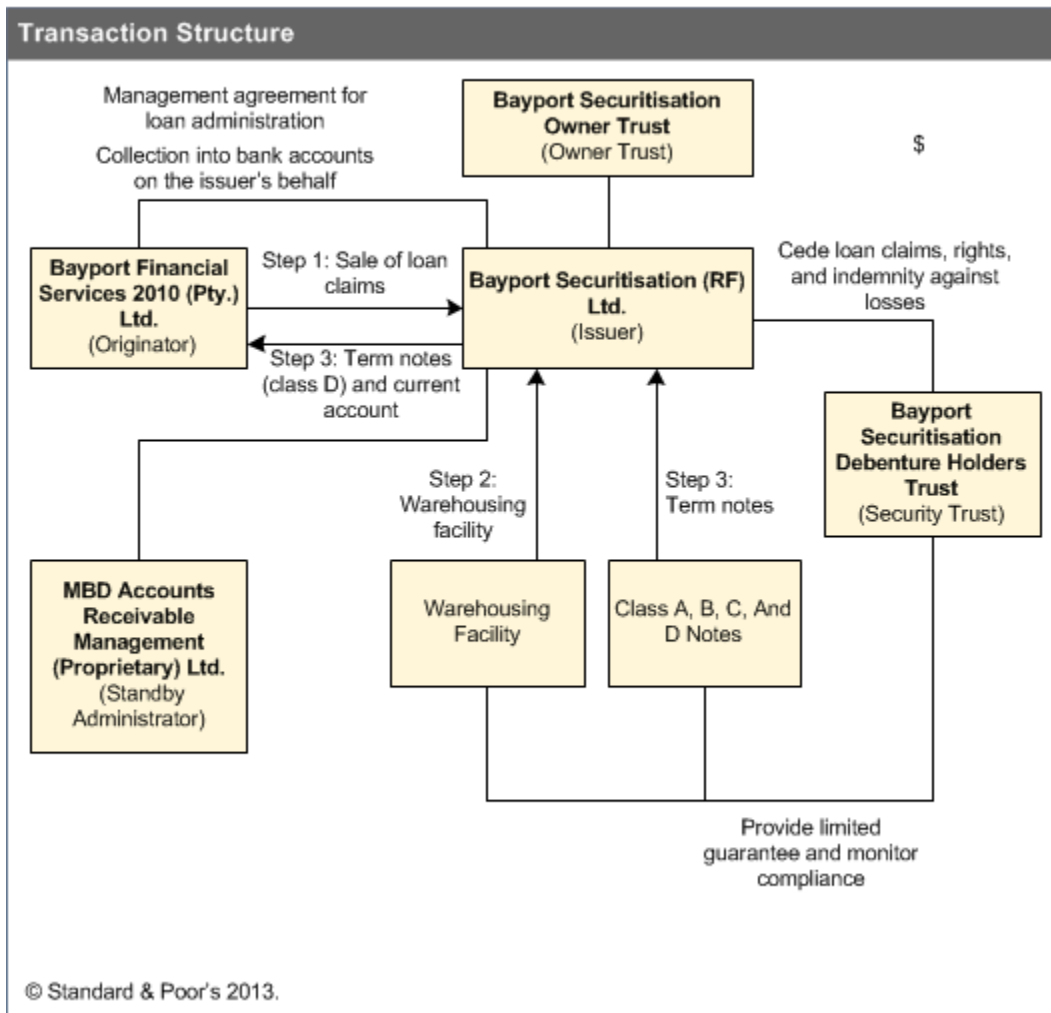 Transaction Structure
Management agreement for
loan administration
Collection into bank accounts
on the issuer's behalf
Bayport Securitisation
Owner Trust
(Owner Trust)
$
Bayport Financial
Services 2010 (Pty.)
Ltd.
(Originator)
Step 1: Sale of loan
claims
Step 3: Term notes
(class D) and current
account
Bayport Securitisation (RF)
Ltd.
(Issuer)
Cede loan claims, rights,
and indemnity against
losses
Bayport
Securitisation
Debenture Holders
Trust
(Security Trust)
Step 2:
Warehousing
facility
Step 3:
Term notes
MBD Accounts
Receivable
Management
(Proprietary) Ltd.
(Standby
Administrator)
Warehousing
Facility
Class A, B, C, And
D Notes
Provide limited
guarantee and monitor
compliance
© Standard & Poor's 2013.